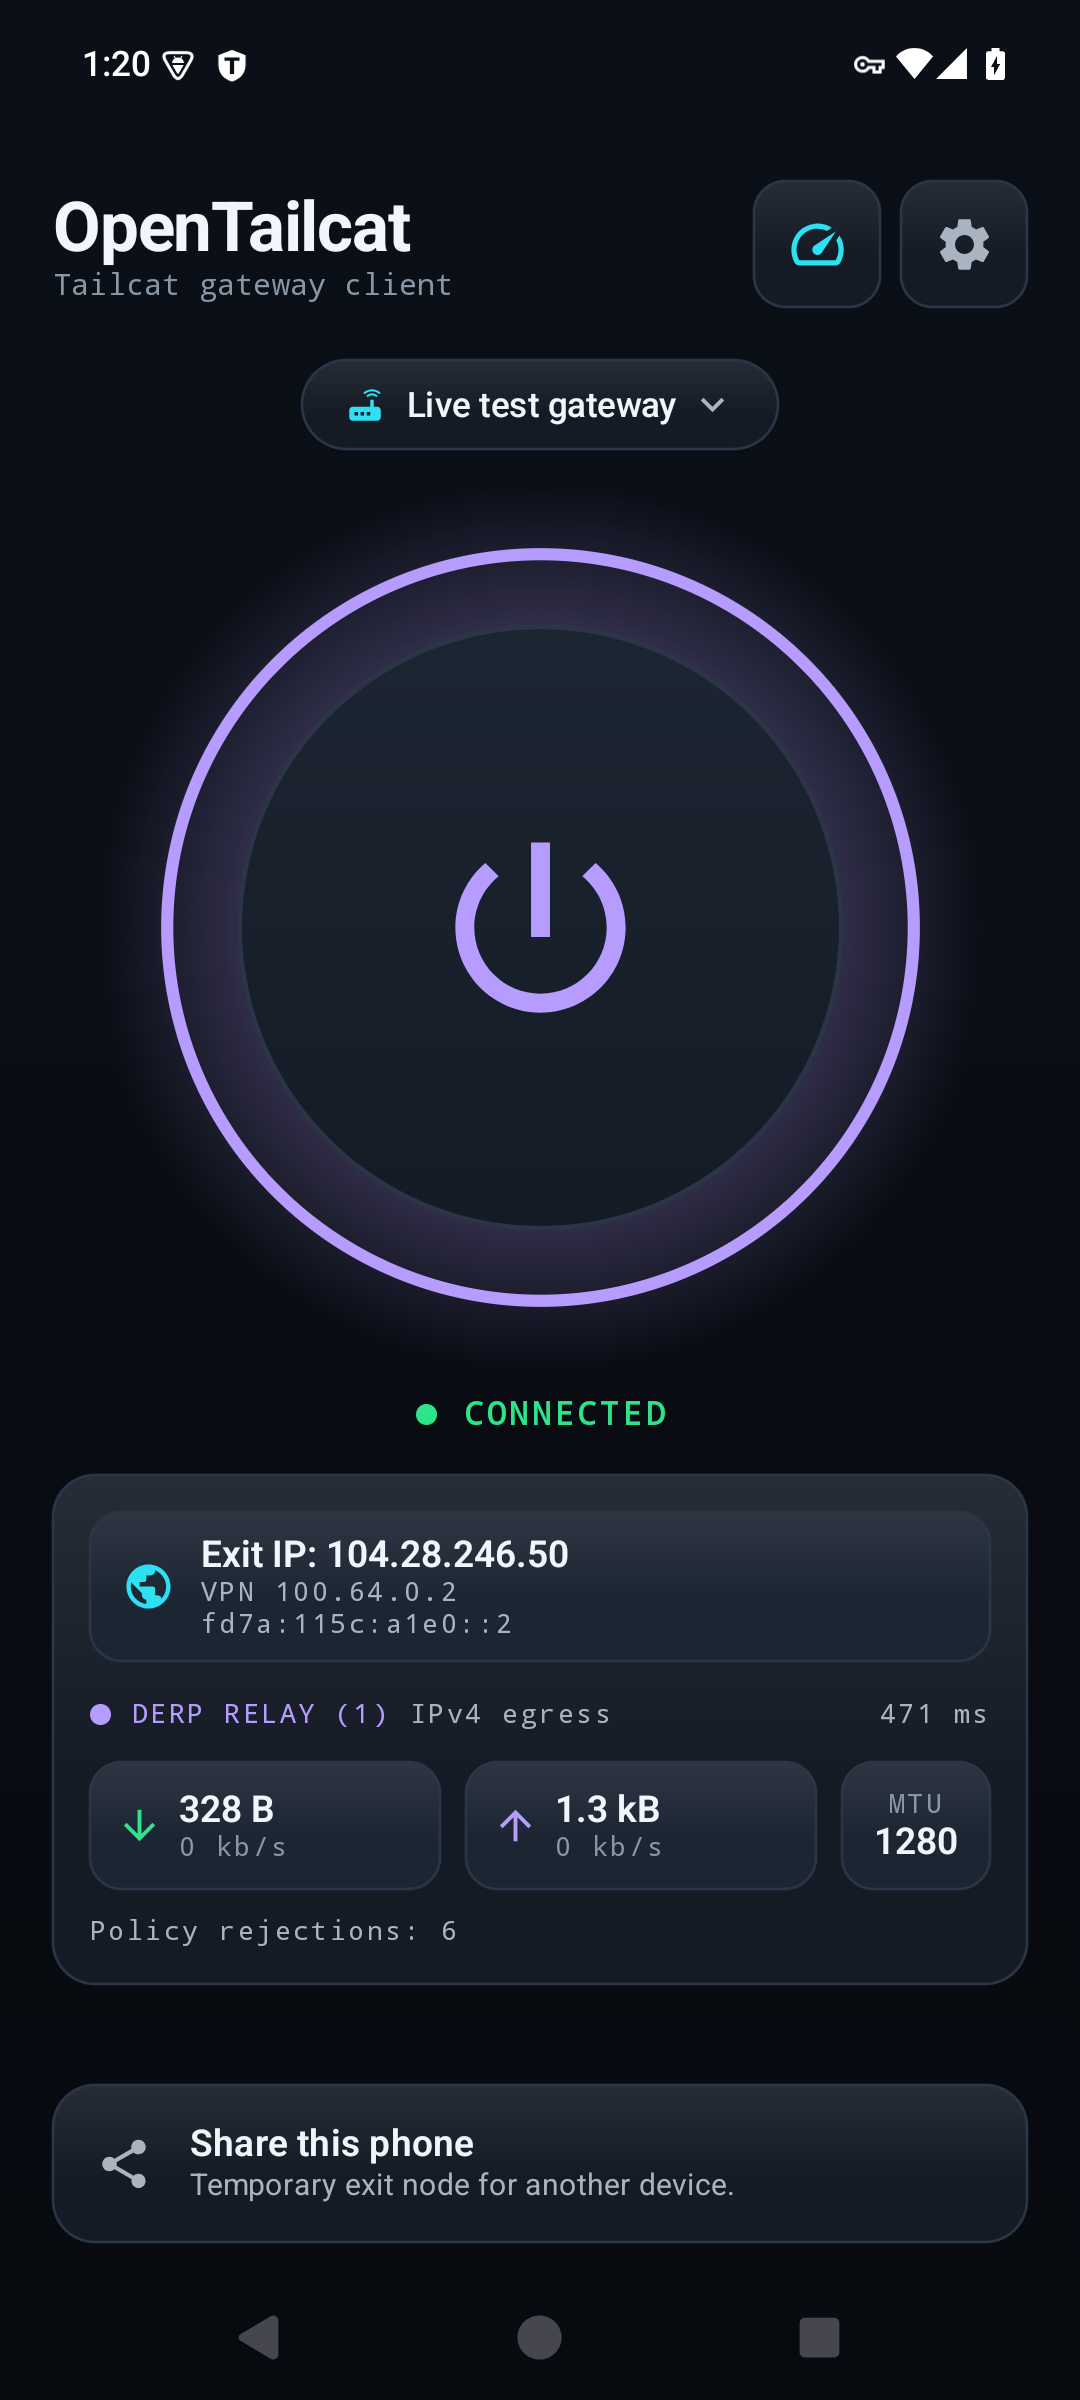 1:20
OpenTailcat
Tailcat gateway client
Live test gateway
CONNECTED
Exit IP: 104.28.246.50
VPN 100.64.0.2
fd7a:115c:a1e0::2
DERP RELAY (1) IPv4 egress 471 ms
328 B
0 kb/s
1.3 kB
0 kb/s
MTU
1280
Policy rejections: 6
Share this phone
Temporary exit node for another device.